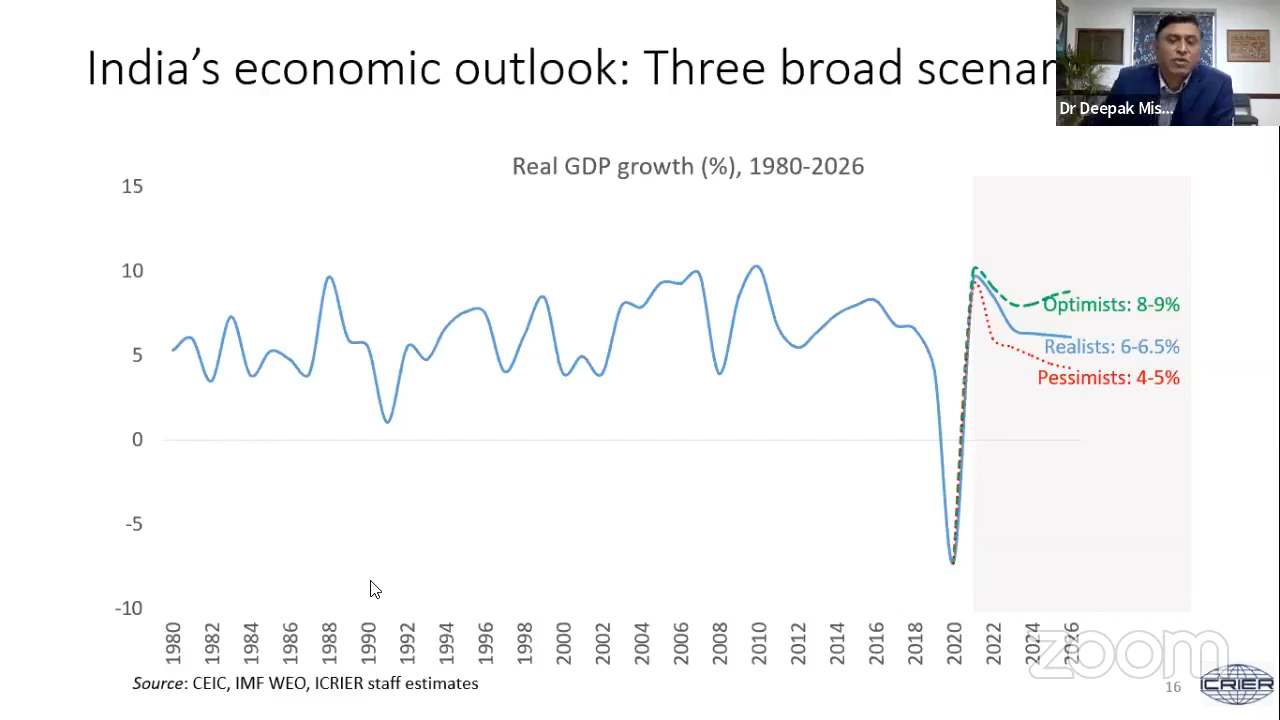 India's economic outlook: Three broad scenar
Dr Deepak Mis...
Real GDP growth (%), 1980-2026
15
10
5
0
-5
-10
Optimists: 8-9%
Realists: 6-6.5%
Pessimists: 4-5%
1980 1982 1984 1986 1988 1990 1992 1994 1996 1998 2000 2002 2004 2006 2008 2010 2012 2014 2016 2018 2020 2022 2024 2026
zoom
Source: CEIC, IMF WEO, ICRIER staff estimates
16
ICRIER